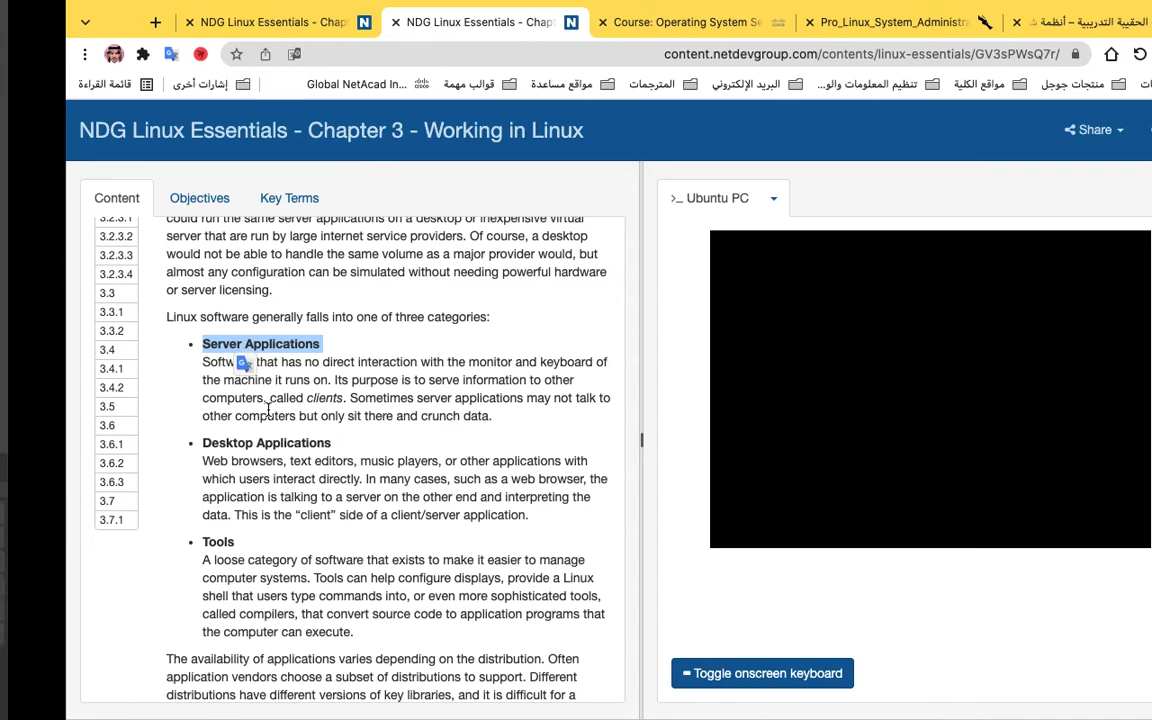 NDG Linux Essentials - Chap
NDG Linux Essentials - Chapt
Course: Operating System Se
Pro_Linux_System_Administra
الحقيبة التدريبية – أنظمة
content.netdevgroup.com/contents/linux-essentials/GV3sPWsQ7r/
قائمة القراءة
إشارات أخرى
Global NetAcad In...
قوالب مهمة
مواقع مساعدة
المترجمات
البريد الإلكتروني
تنظيم المعلومات والو...
مواقع الكلية
منتجات جوجل
NDG Linux Essentials - Chapter 3 - Working in Linux
Share
Content
Objectives
Key Terms
3.2.3.1
3.2.3.2
3.2.3.3
3.2.3.4
3.3
3.3.1
3.3.2
3.4
3.4.1
3.4.2
3.5
3.6
3.6.1
3.6.2
3.6.3
3.7
3.7.1
could run the same server applications on a desktop or inexpensive virtual
server that are run by large internet service providers. Of course, a desktop
would not be able to handle the same volume as a major provider would, but
almost any configuration can be simulated without needing powerful hardware
or server licensing.
Linux software generally falls into one of three categories:
• Server Applications
Softw that has no direct interaction with the monitor and keyboard of
the machine it runs on. Its purpose is to serve information to other
computers, called clients. Sometimes server applications may not talk to
other computers but only sit there and crunch data.
• Desktop Applications
Web browsers, text editors, music players, or other applications with
which users interact directly. In many cases, such as a web browser, the
application is talking to a server on the other end and interpreting the
data. This is the “client” side of a client/server application.
• Tools
A loose category of software that exists to make it easier to manage
computer systems. Tools can help configure displays, provide a Linux
shell that users type commands into, or even more sophisticated tools,
called compilers, that convert source code to application programs that
the computer can execute.
The availability of applications varies depending on the distribution. Often
application vendors choose a subset of distributions to support. Different
distributions have different versions of key libraries, and it is difficult for a
>_ Ubuntu PC
Toggle onscreen keyboard